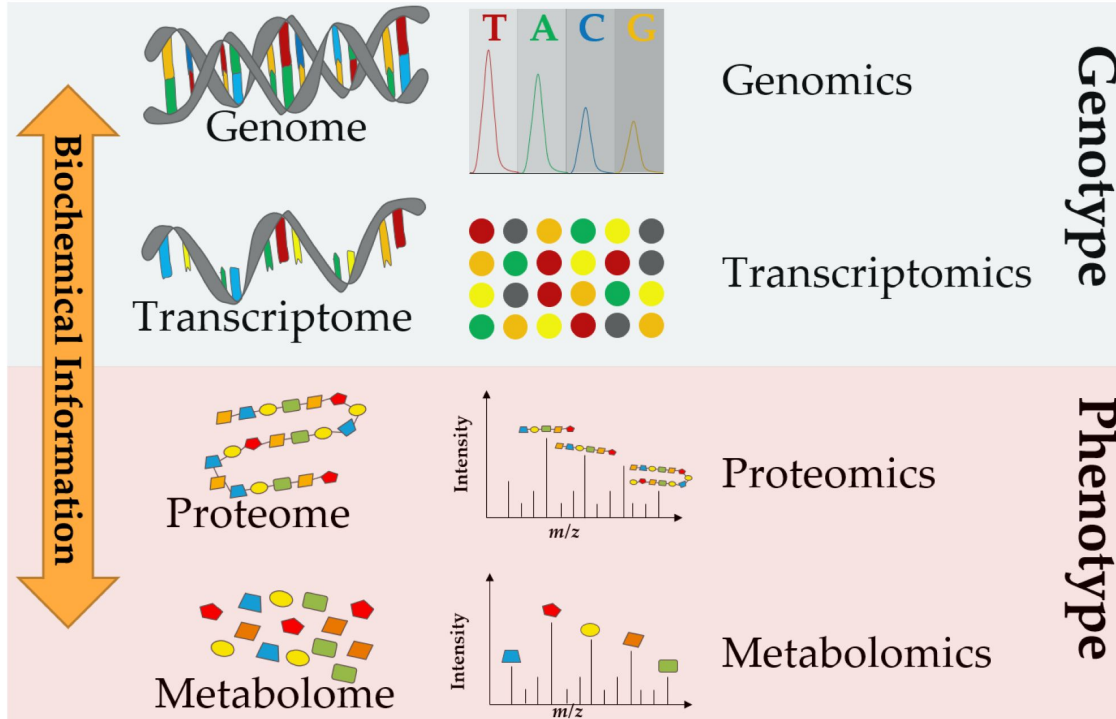 T A C G
Genome
Genomics
Genotype
Biochemical Information
Transcriptome
Transcriptomics
Proteome
Intensity
m/z
Proteomics
Phenotype
Metabolome
Intensity
m/z
Metabolomics